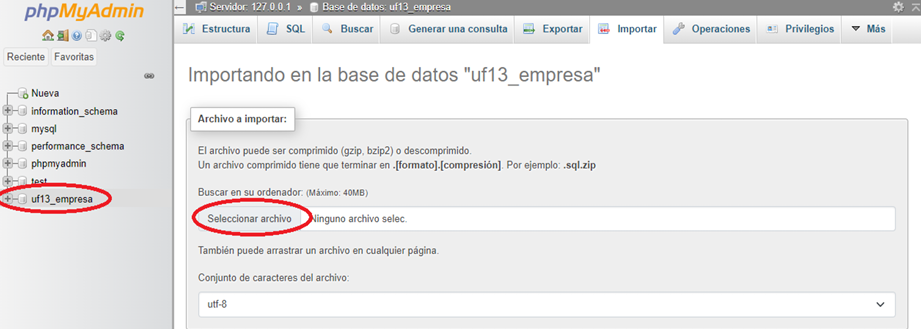 phpMyAdmin
Reciente Favoritas
Nueva
information_schema
mysql
performance_schema
phpmyadmin
test
uf13_empresa
Servidor: 127.0.0.1 » Base de datos: uf13_empresa
Estructura SQL Buscar Generar una consulta Exportar Importar Operaciones Privilegios Más
Importando en la base de datos "uf13_empresa"
Archivo a importar:
El archivo puede ser comprimido (gzip, bzip2) o descomprimido.
Un archivo comprimido tiene que terminar en .[formato].[compresión]. Por ejemplo: .sql.zip
Buscar en su ordenador: (Máximo: 40MB)
Seleccionar archivo Ninguno archivo selec.
También puede arrastrar un archivo en cualquier página.
Conjunto de caracteres del archivo:
utf-8